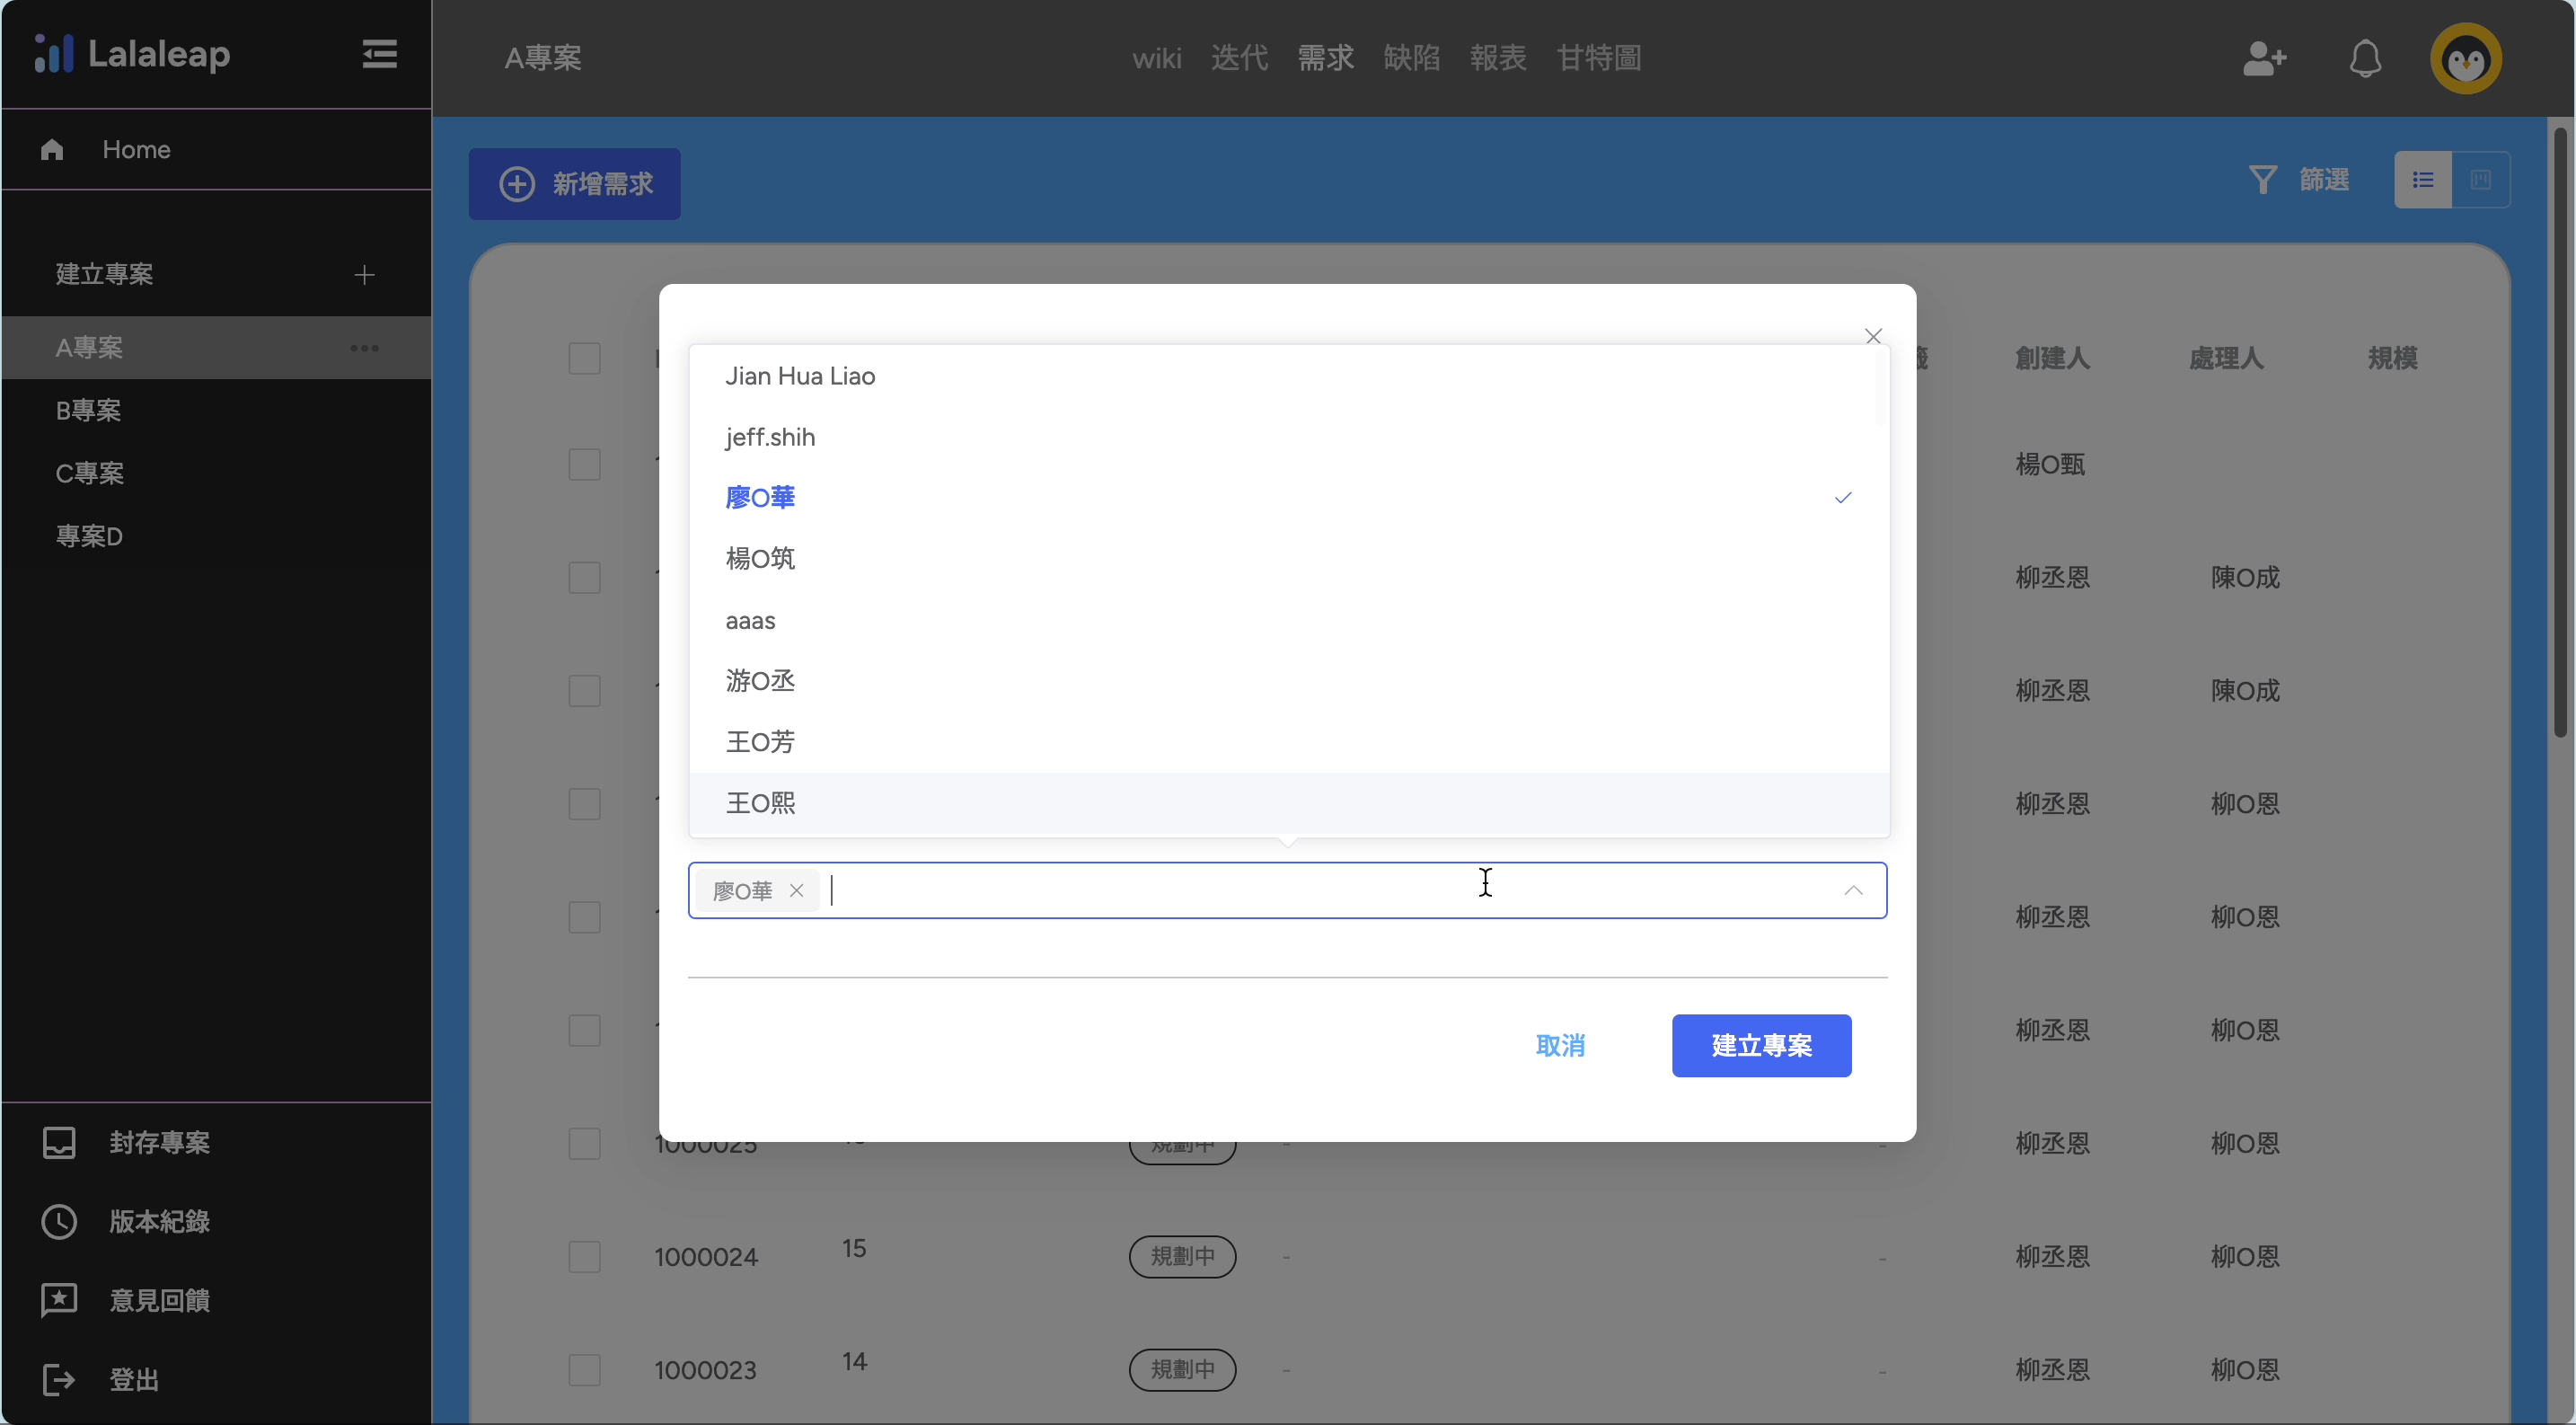 Lalaleap
Home
建立專案
A專案
B專案
C專案
專案D
封存專案
版本紀錄
意見回饋
登出
A專案
wiki 迭代 需求 缺陷 報表 甘特圖
新增需求
篩選
創建人 處理人 規模
Jian Hua Liao
jeff.shih
廖O華
楊O筑
aaas
游O丞
王O芳
王O熙
廖O華
取消
建立專案
楊O甄
柳丞恩 陳O成
柳丞恩 陳O成
柳丞恩 柳O恩
柳丞恩 柳O恩
柳丞恩 柳O恩
1000025 規劃中 - - 柳丞恩 柳O恩
1000024 15 規劃中 - - 柳丞恩 柳O恩
1000023 14 規劃中 - - 柳丞恩 柳O恩